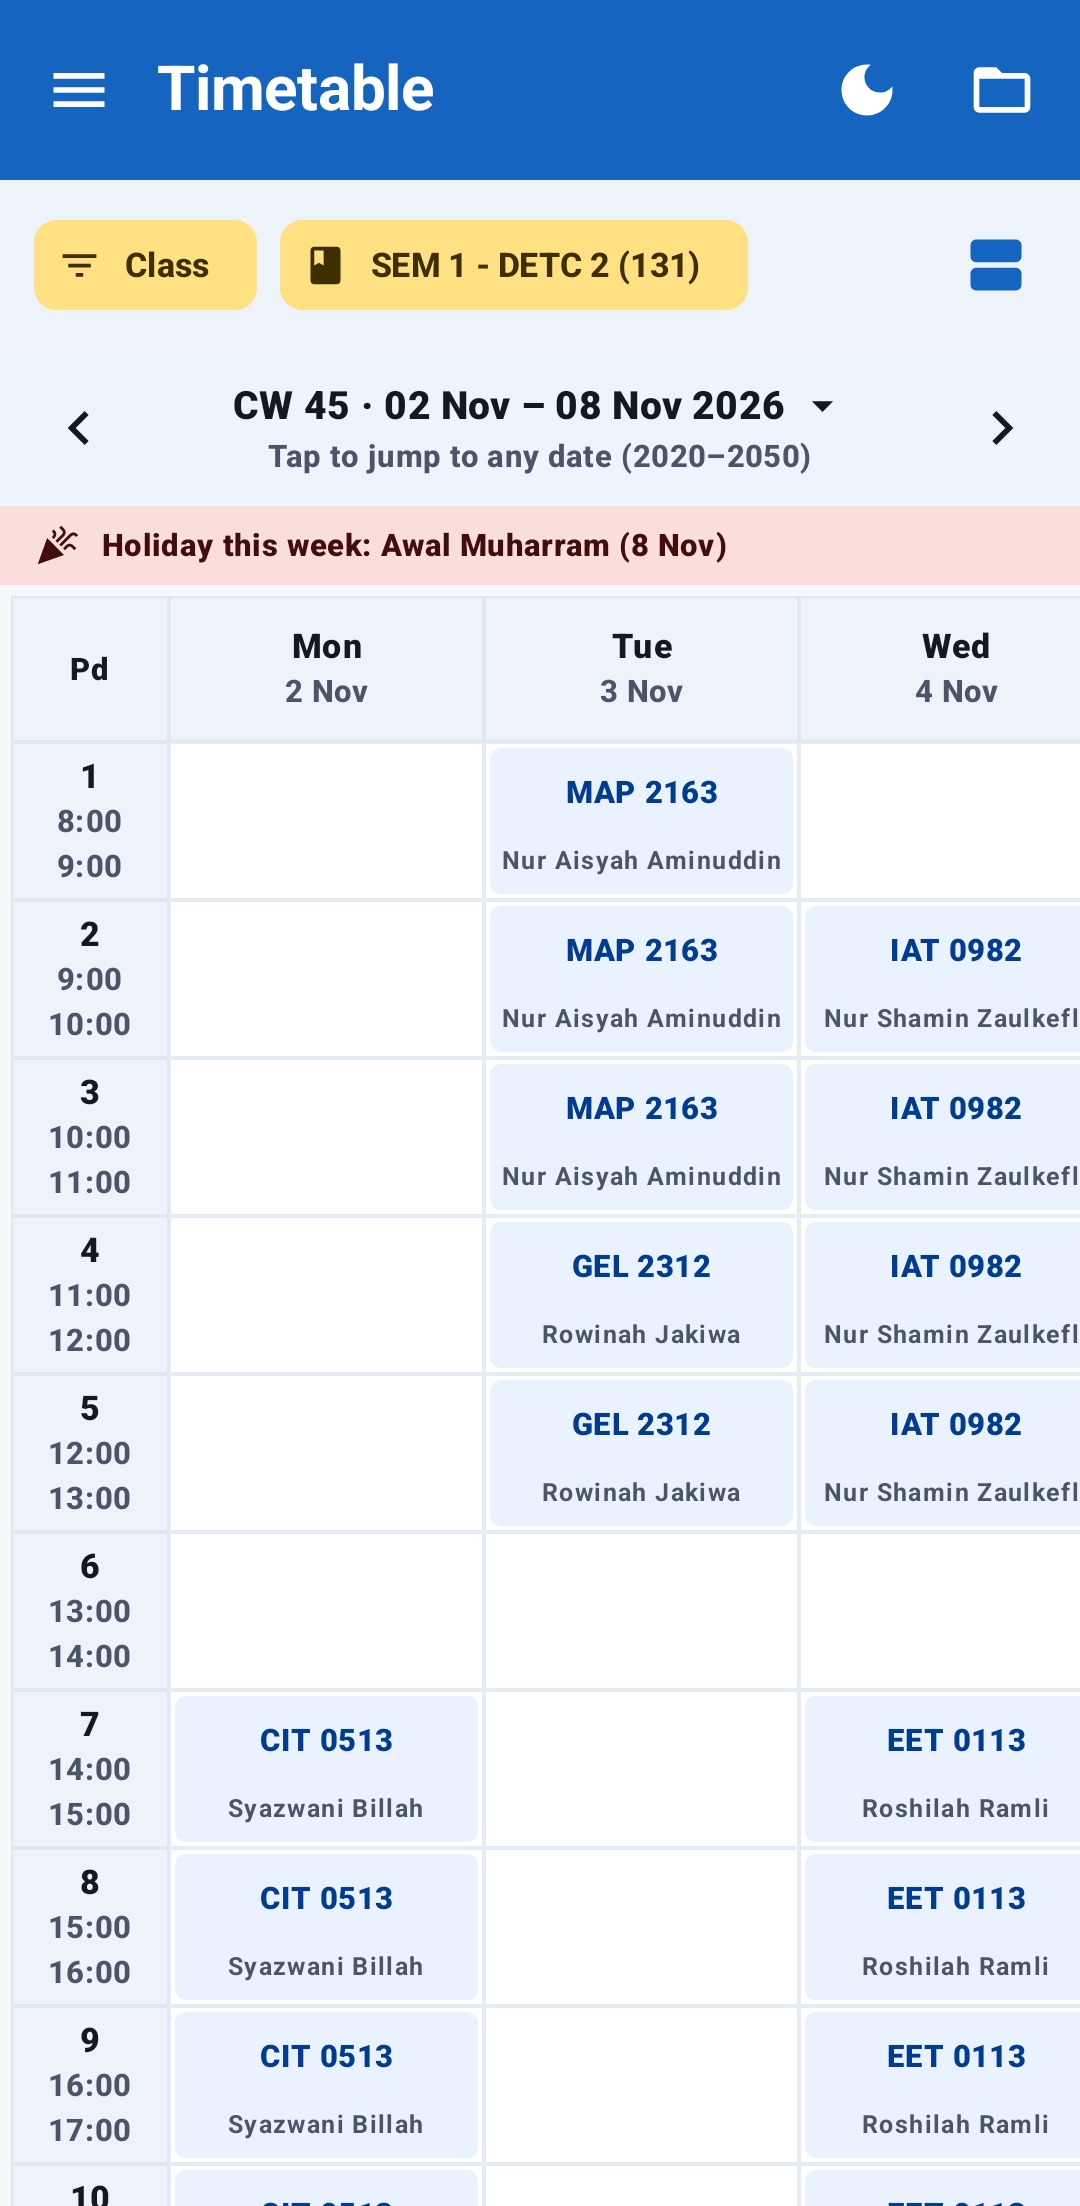 Timetable
Class
SEM 1 - DETC 2 (131)
CW 45 · 02 Nov – 08 Nov 2026
Tap to jump to any date (2020–2050)
Holiday this week: Awal Muharram (8 Nov)
Pd Mon Tue Wed
2 Nov 3 Nov 4 Nov
1
8:00
9:00
MAP 2163
Nur Aisyah Aminuddin
2
9:00
10:00
MAP 2163
Nur Aisyah Aminuddin
IAT 0982
Nur Shamin Zaulkefl
3
10:00
11:00
MAP 2163
Nur Aisyah Aminuddin
IAT 0982
Nur Shamin Zaulkefl
4
11:00
12:00
GEL 2312
Rowinah Jakiwa
IAT 0982
Nur Shamin Zaulkefl
5
12:00
13:00
GEL 2312
Rowinah Jakiwa
IAT 0982
Nur Shamin Zaulkefl
6
13:00
14:00
7
14:00
15:00
CIT 0513
Syazwani Billah
EET 0113
Roshilah Ramli
8
15:00
16:00
CIT 0513
Syazwani Billah
EET 0113
Roshilah Ramli
9
16:00
17:00
CIT 0513
Syazwani Billah
EET 0113
Roshilah Ramli
10